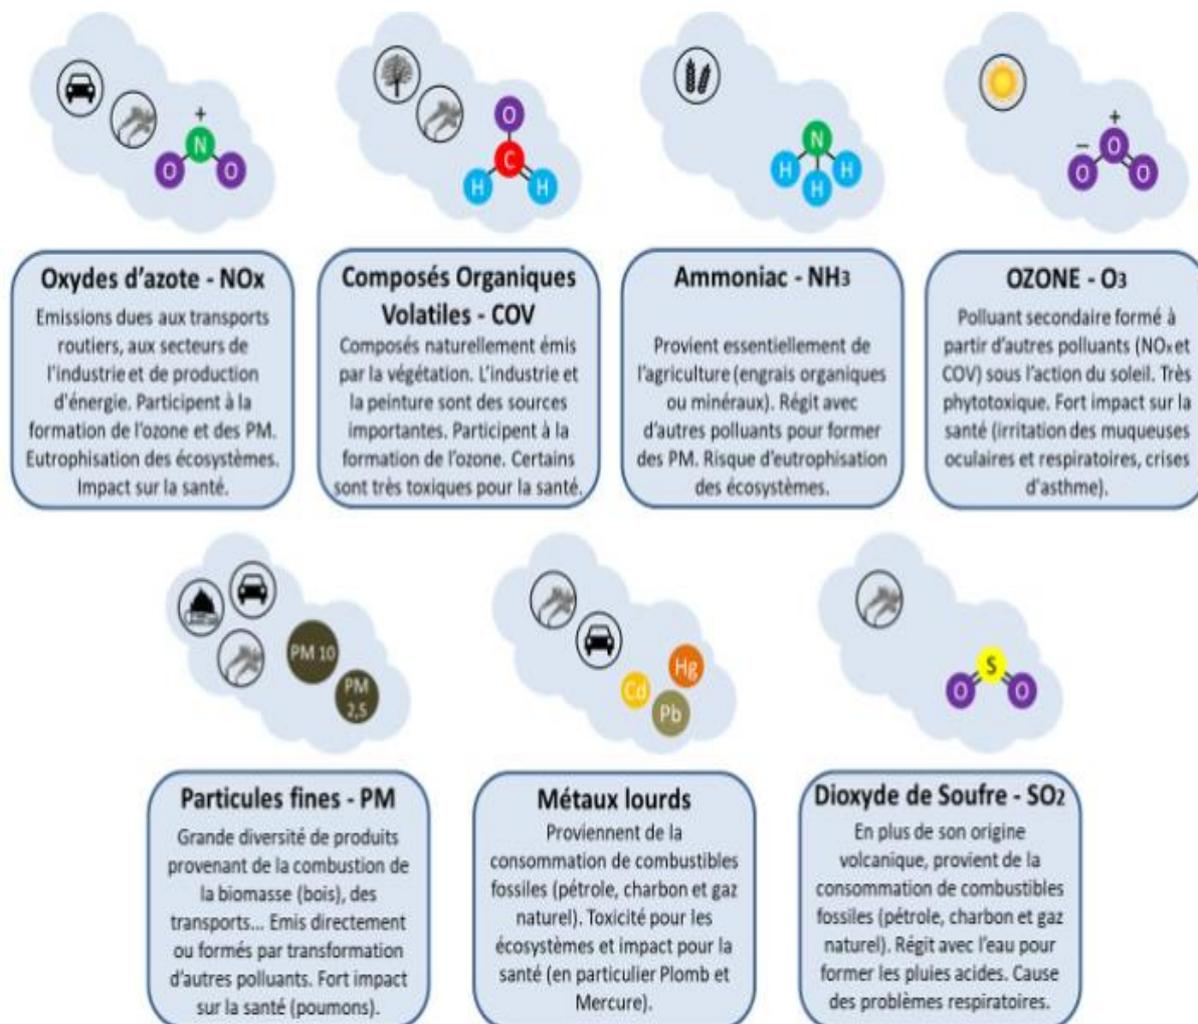 +
N
O
O
O
C
H
H
N
H
H
H
+
−
O
O
O
Oxydes d'azote - NOx
Emissions dues aux transports
routiers, aux secteurs de
l'industrie et de production
d'énergie. Participent à la
formation de l'ozone et des PM.
Eutrophisation des écosystèmes.
Impact sur la santé.
Composés Organiques
Volatiles - COV
Composés naturellement émis
par la végétation. L'industrie et
la peinture sont des sources
importantes. Participent à la
formation de l'ozone. Certains
sont très toxiques pour la santé.
Ammoniac - NH3
Provient essentiellement de
l'agriculture (engrais organiques
ou minéraux). Régit avec
d'autres polluants pour former
des PM. Risque d'eutrophisation
des écosystèmes.
OZONE - O3
Polluant secondaire formé à
partir d'autres polluants (NOx et
COV) sous l'action du soleil. Très
phytotoxique. Fort impact sur la
santé (irritation des muqueuses
oculaires et respiratoires, crises
d'asthme).
PM 10
PM
2,5
Hg
Cd
Pb
S
O
O
Particules fines - PM
Grande diversité de produits
provenant de la combustion de
la biomasse (bois), des
transports... Emis directement
ou formés par transformation
d'autres polluants. Fort impact
sur la santé (poumons).
Métaux lourds
Proviennent de la
consommation de combustibles
fossiles (pétrole, charbon et gaz
naturel). Toxicité pour les
écosystèmes et impact pour la
santé (en particulier Plomb et
Mercure).
Dioxyde de Soufre - SO2
En plus de son origine
volcanique, provient de la
consommation de combustibles
fossiles (pétrole, charbon et gaz
naturel). Régit avec l'eau pour
former les pluies acides. Cause
des problèmes respiratoires.